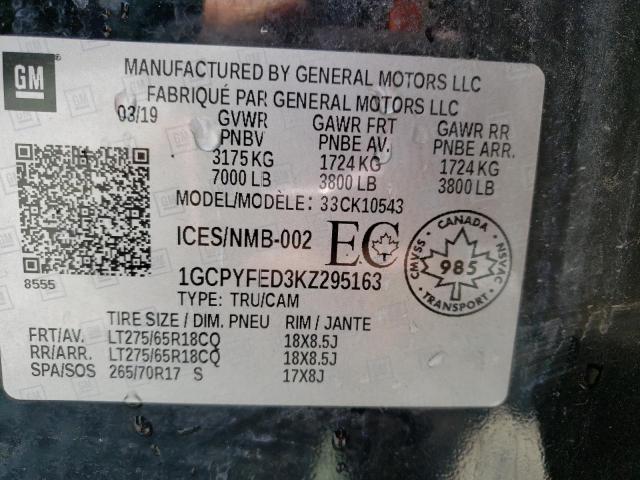 GM
MANUFACTURED BY GENERAL MOTORS LLC
FABRIQUÉ PAR GENERAL MOTORS LLC
03/19
GVWR GAWR FRT GAWR RR
PNBV PNBE AV. PNBE ARR.
3175 KG 1724 KG 1724 KG
7000 LB 3800 LB 3800 LB
MODEL/MODÈLE: 33CK10543
ICES/NMB-002 EC
CANADA
CMVSS 985 NSVAC
TRANSPORT
8555
1GCPYFED3KZ295163
TYPE: TRU/CAM
TIRE SIZE / DIM. PNEU RIM / JANTE
FRT/AV. LT275/65R18CQ 18X8.5J
RR/ARR. LT275/65R18CQ 18X8.5J
SPA/SOS 265/70R17 S 17X8J